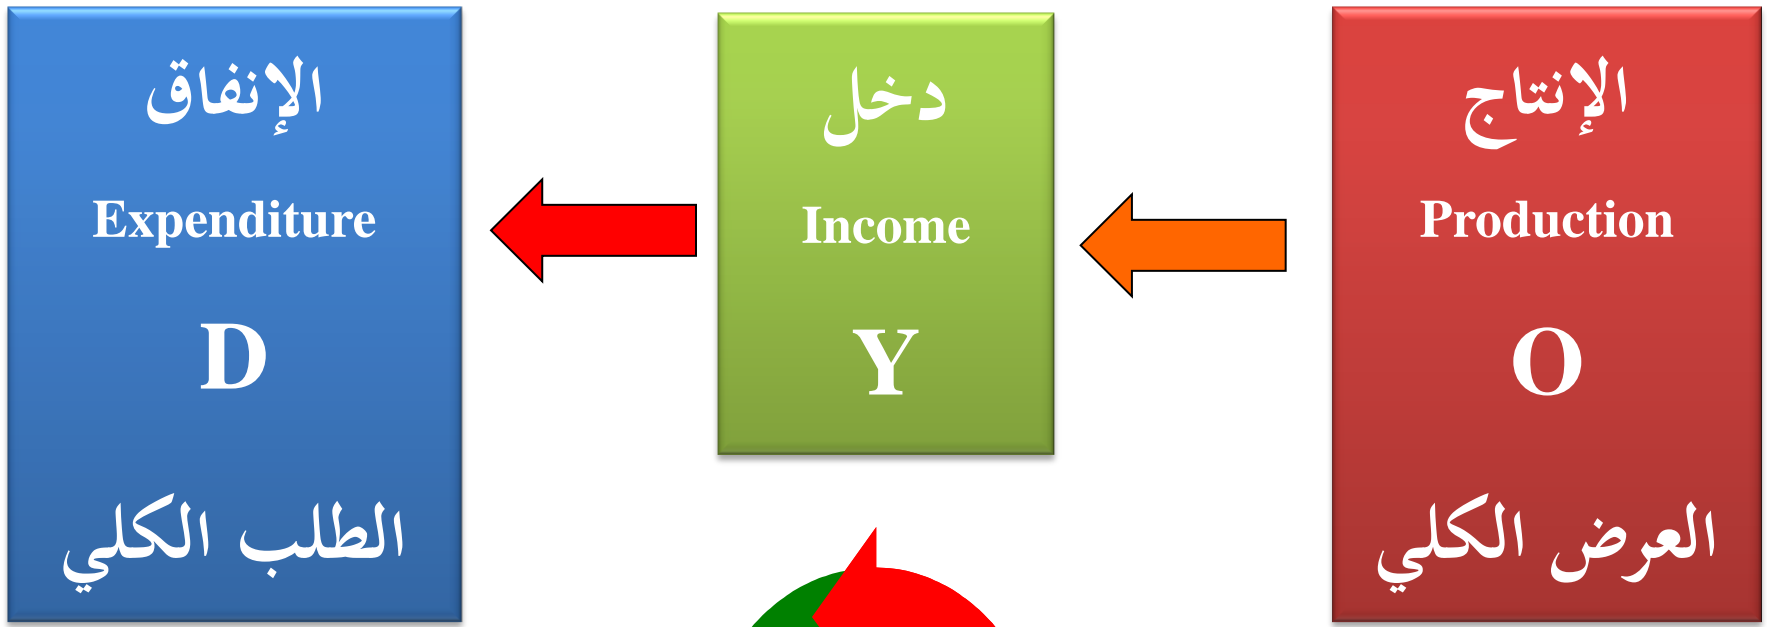 الإنتاج
Production
O
العرض الكلي
دخل
Income
Y
الإنفاق
Expenditure
D
الطلب الكلي